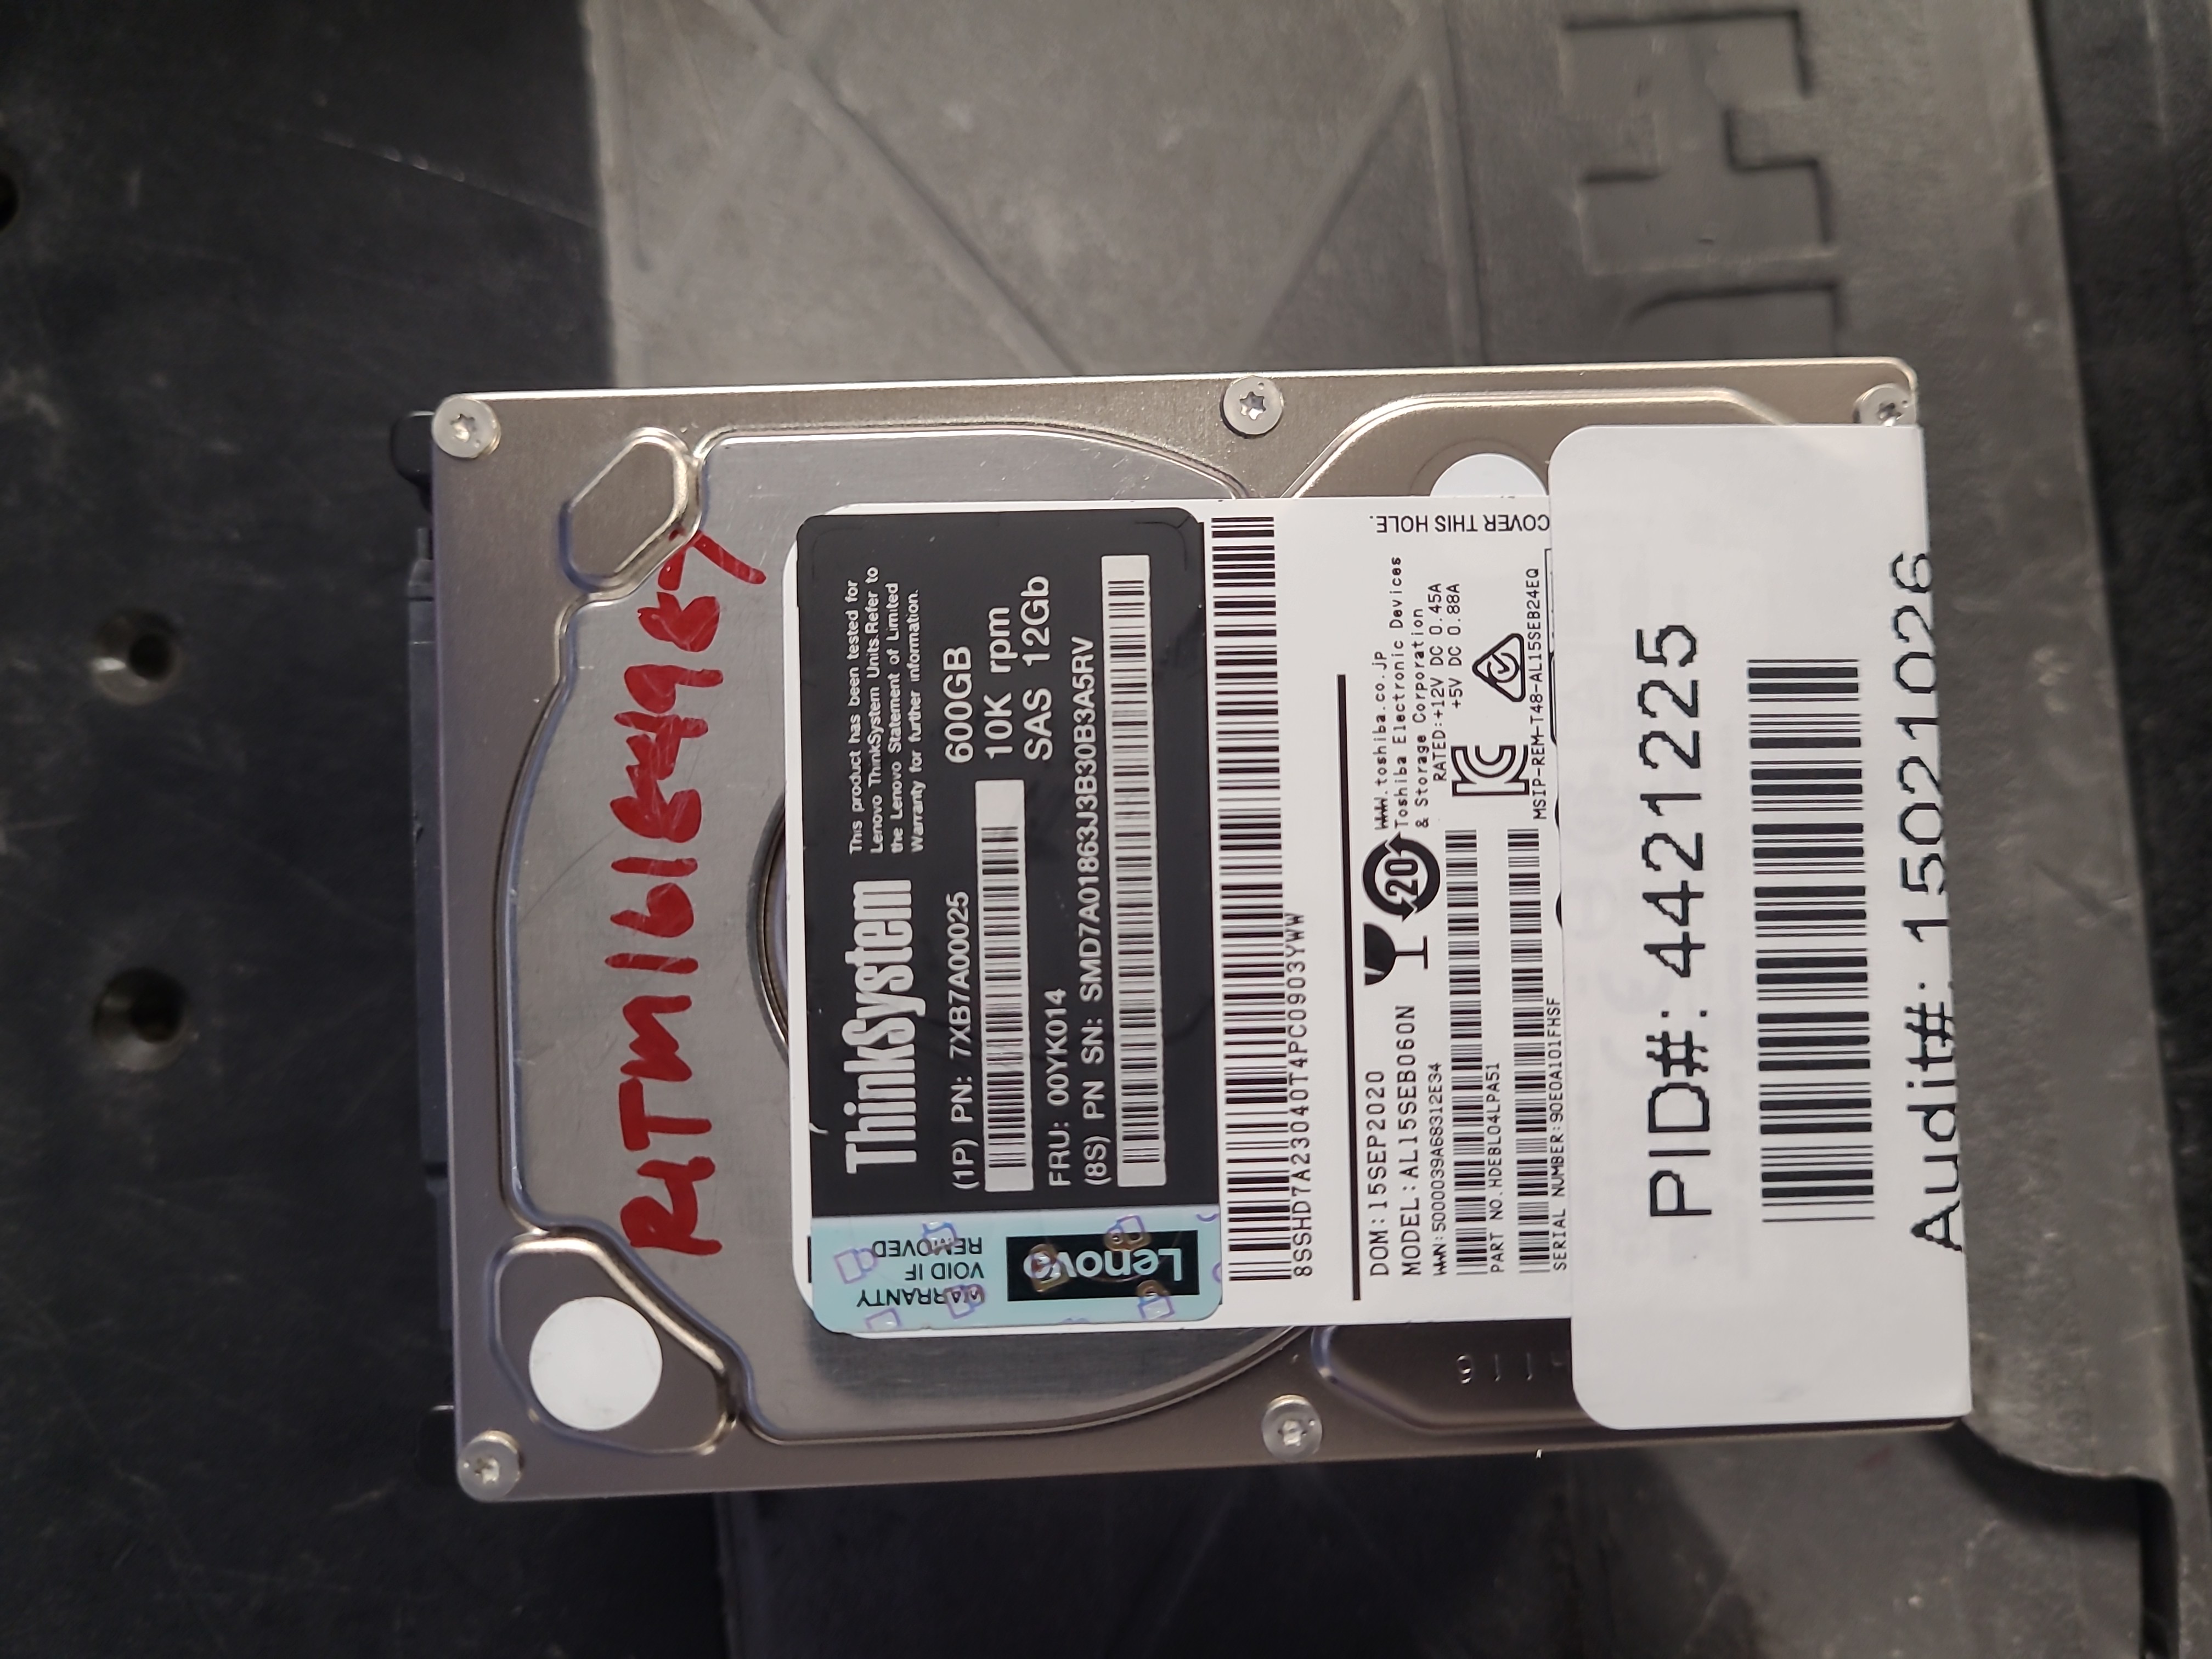 RITM16184987
ThinkSystem
This product has been tested for
Lenovo ThinkSystem Units.Refer to
the Lenovo Statement of Limited
Warranty for further information.
WARRANTY
VOID IF
REMOVED
Lenovo
(1P) PN: 7XB7A00025
600GB
10K rpm
SAS 12Gb
FRU: 00YK014
(8S) PN SN: SMD7A01863J3B30B3A5RV
8SSHD7A23040T4PC0903YWW
DOM:15SEP2020
MODEL:AL15SEB060N
WWN:5000039A68312E34
PART NO.HDEBL04LPA51
SERIAL NUMBER:90E0A101FHSF
20
www.toshiba.co.jp
Toshiba Electronic Devices
& Storage Corporation
RATED:+12V DC 0.45A
+5V DC 0.88A
MSIP-REM-T48-AL15SEB24EQ
COVER THIS HOLE.
PID#: 4421225
Audit#: 15021026